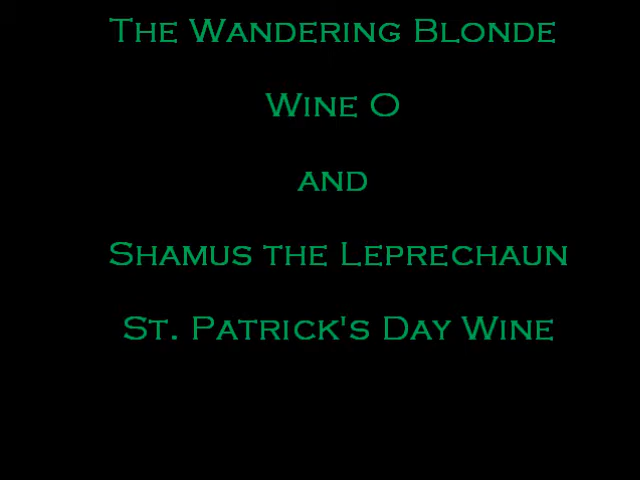 The Wandering Blonde
Wine O
and
Shamus the Leprechaun
St. Patrick's Day Wine